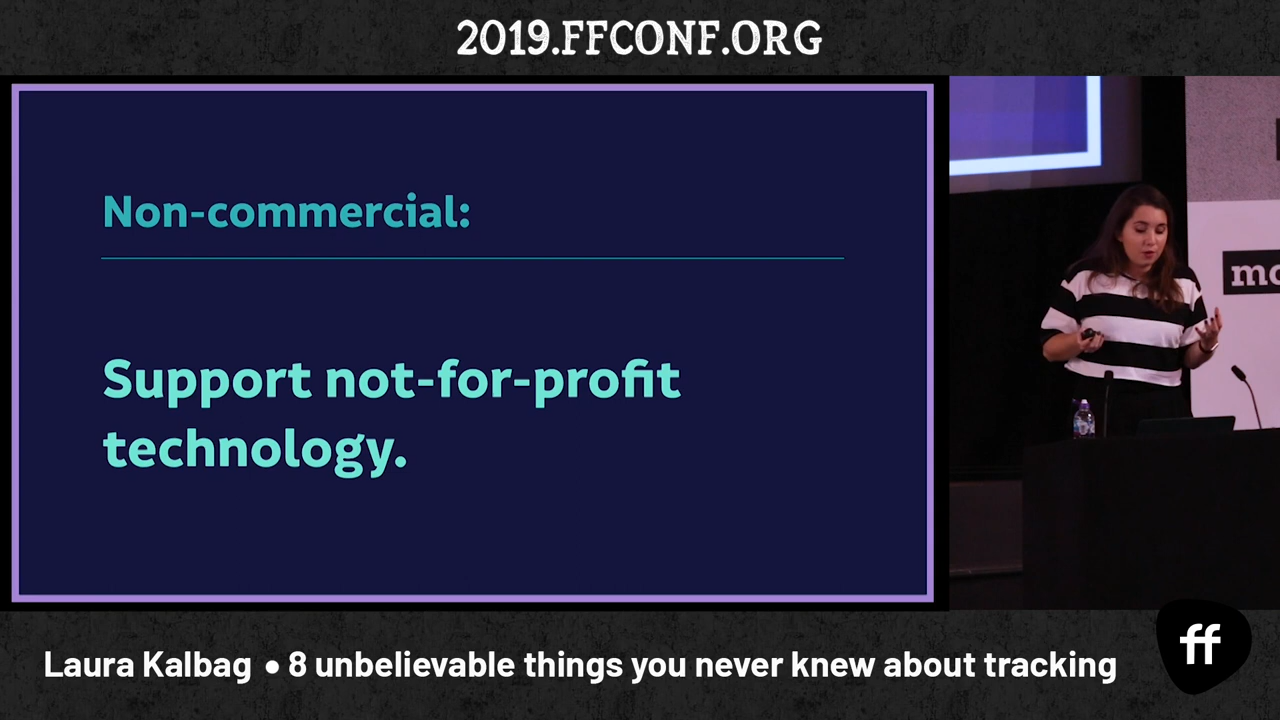 2019.FFCONF.ORG
Non-commercial:
Support not-for-profit
technology.
Laura Kalbag • 8 unbelievable things you never knew about tracking
ff